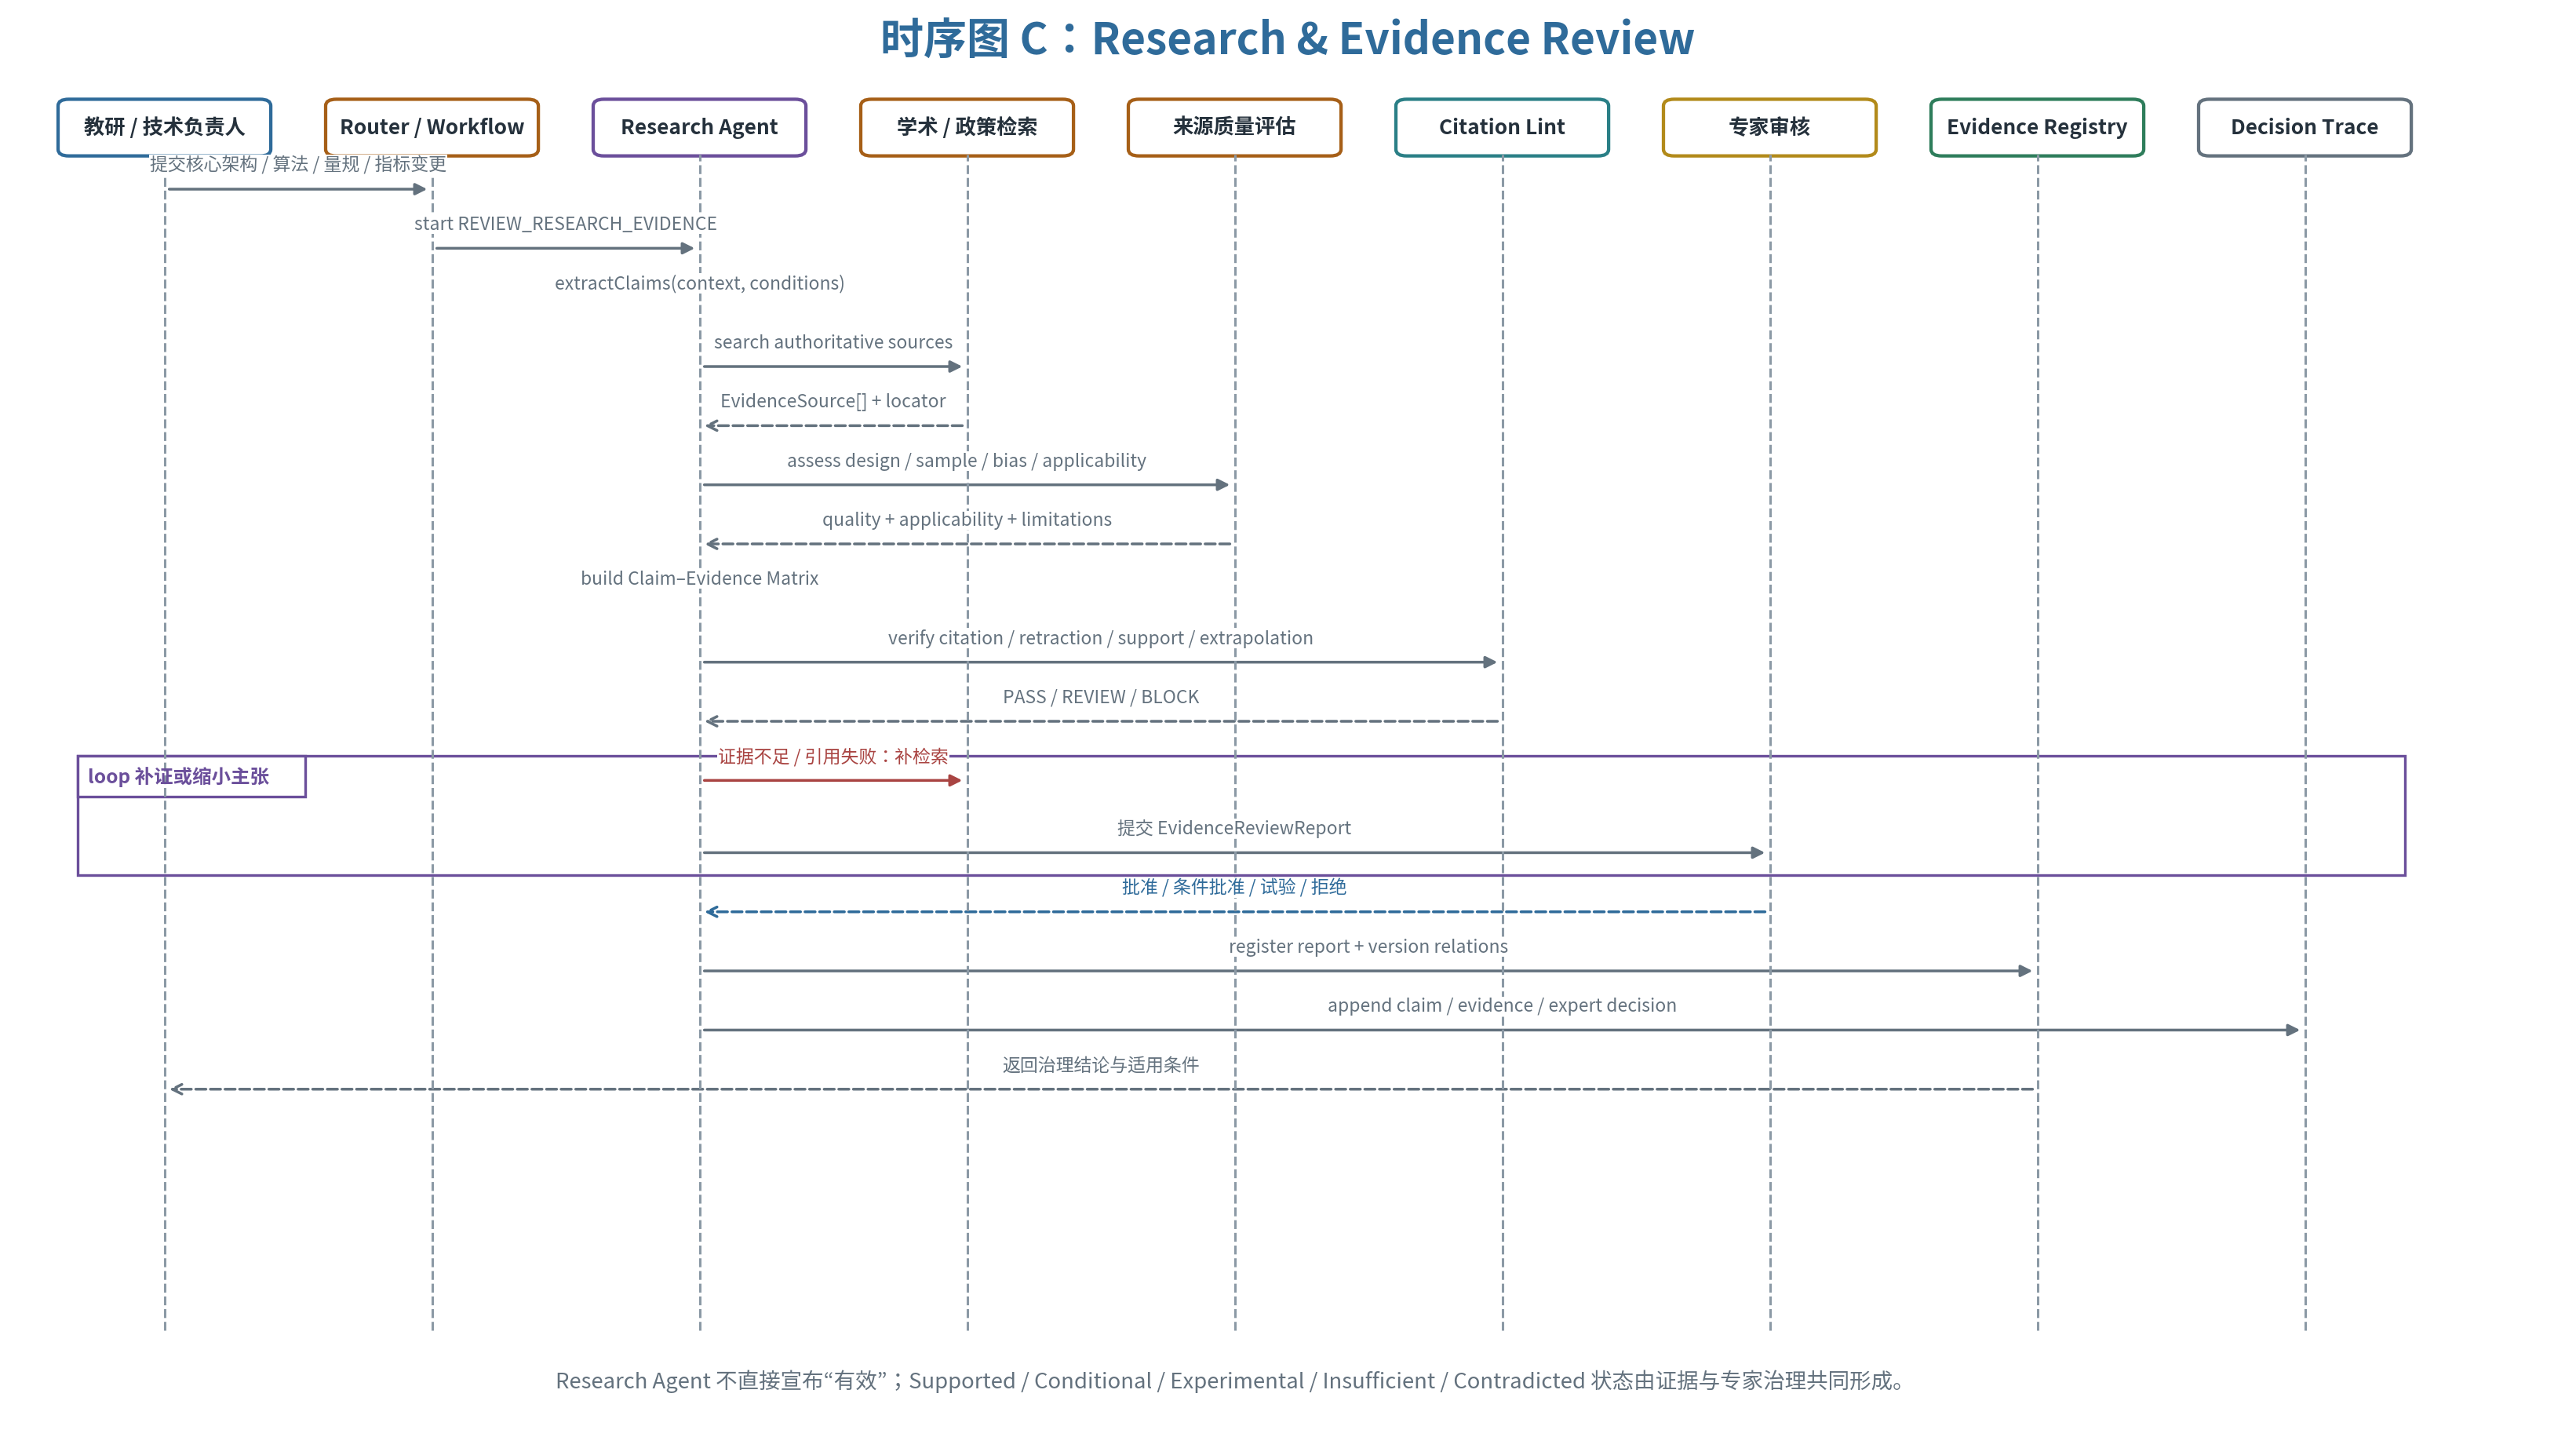 时序图 C：Research & Evidence Review
教研 / 技术负责人
Router / Workflow
Research Agent
学术 / 政策检索
来源质量评估
Citation Lint
专家审核
Evidence Registry
Decision Trace
提交核心架构 / 算法 / 量规 / 指标变更
start REVIEW_RESEARCH_EVIDENCE
extractClaims(context, conditions)
search authoritative sources
EvidenceSource[] + locator
assess design / sample / bias / applicability
quality + applicability + limitations
build Claim–Evidence Matrix
verify citation / retraction / support / extrapolation
PASS / REVIEW / BLOCK
证据不足 / 引用失败：补检索
loop 补证或缩小主张
提交 EvidenceReviewReport
批准 / 条件批准 / 试验 / 拒绝
register report + version relations
append claim / evidence / expert decision
返回治理结论与适用条件
Research Agent 不直接宣布“有效”；Supported / Conditional / Experimental / Insufficient / Contradicted 状态由证据与专家治理共同形成。